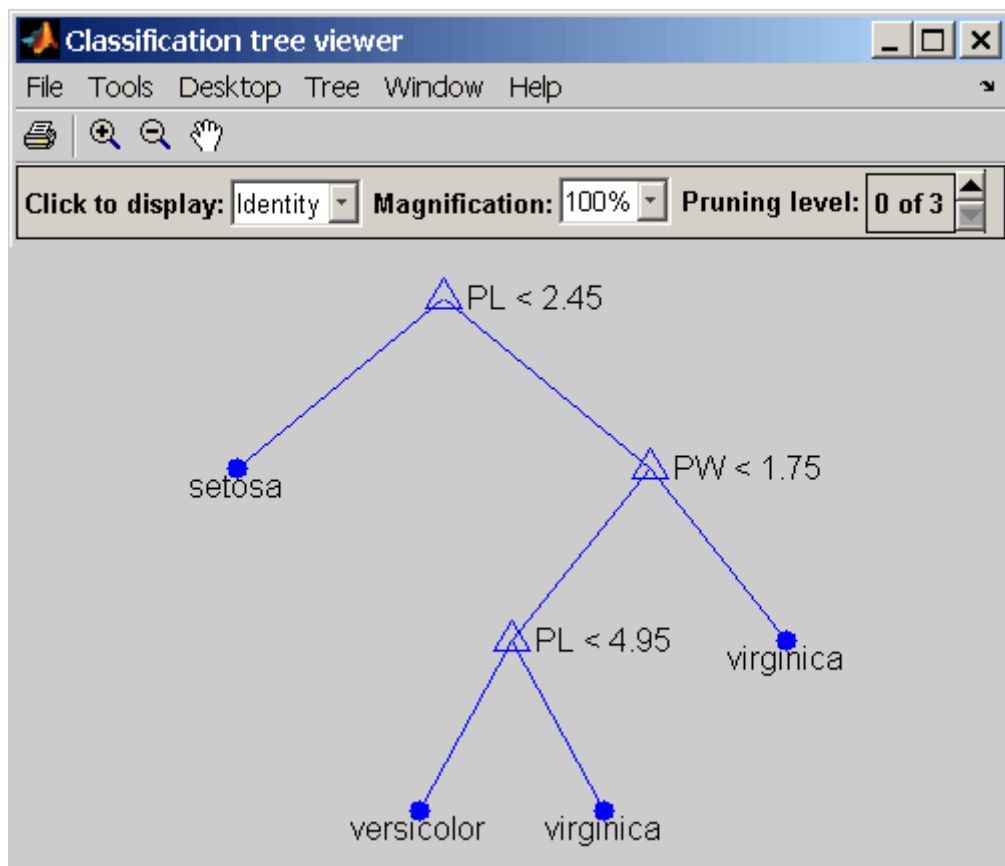 Classification tree viewer
File Tools Desktop Tree Window Help
Click to display: Identity Magnification: 100% Pruning level: 0 of 3
PL < 2.45
setosa
PW < 1.75
PL < 4.95
virginica
versicolor
virginica